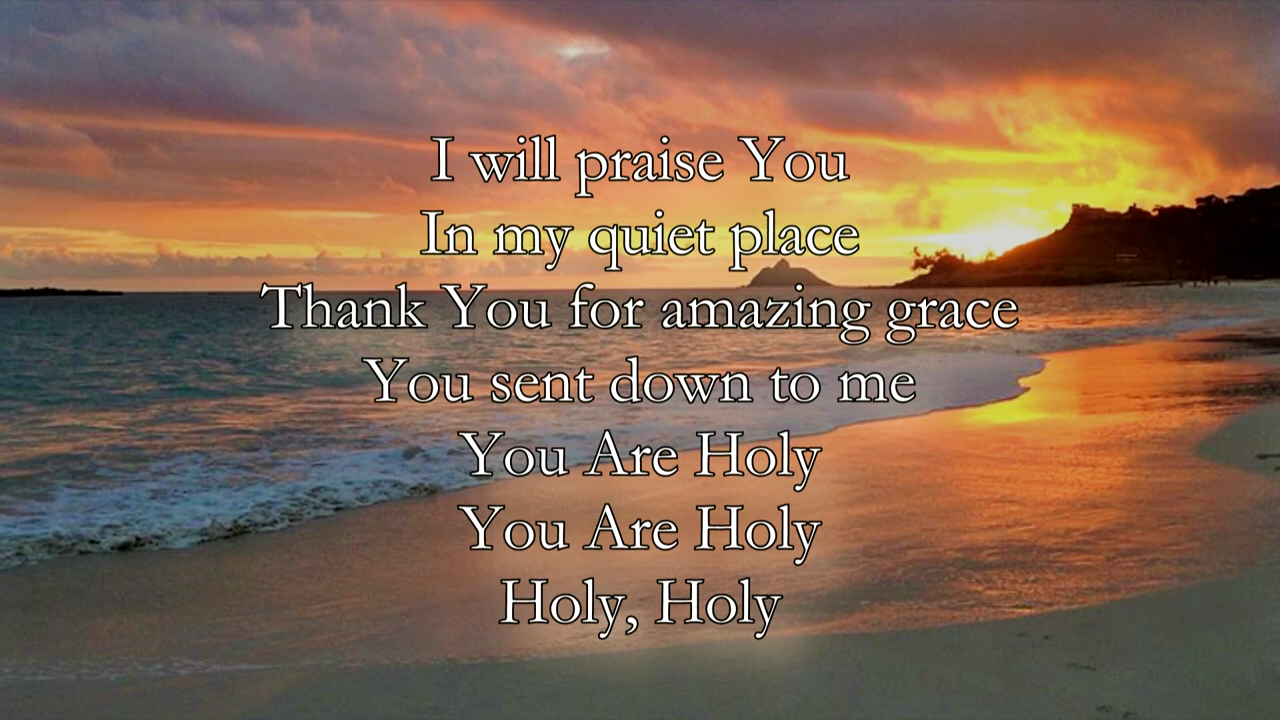 I will praise You
In my quiet place
Thank You for amazing grace
You sent down to me
You Are Holy
You Are Holy
Holy, Holy